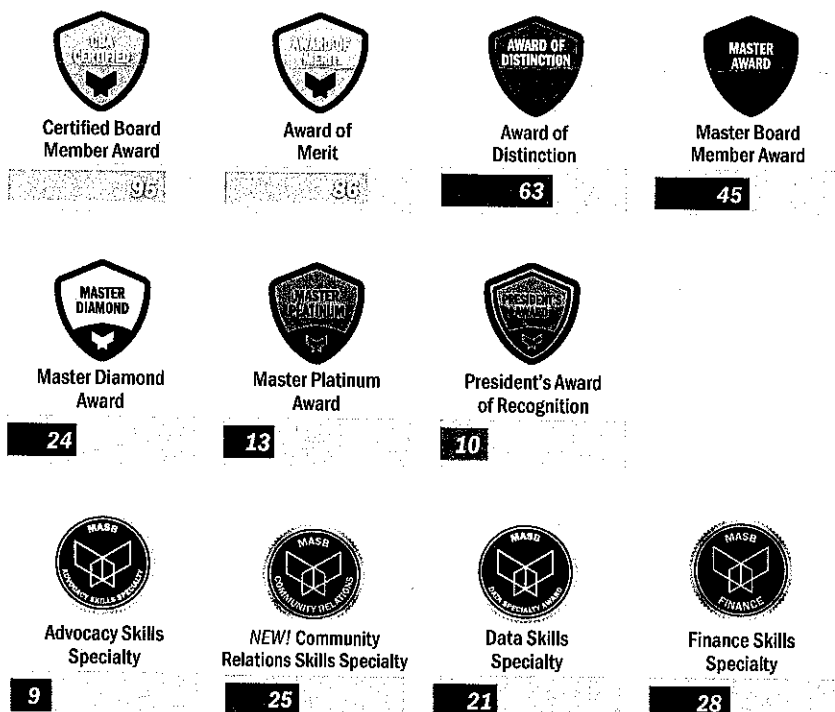 CBA
CERTIFIED
AWARD OF
MERIT
AWARD OF
DISTINCTION
MASTER
AWARD
Certified Board
Member Award
Award of
Merit
Award of
Distinction
Master Board
Member Award
96
86
63
45
MASTER
DIAMOND
MASTER
PLATINUM
PRESIDENT'S
AWARD
Master Diamond
Award
Master Platinum
Award
President's Award
of Recognition
24
13
10
MASB
ADVOCACY SKILLS SPECIALTY
MASB
COMMUNITY RELATIONS
MASB
DATA SPECIALTY AWARD
MASB
FINANCE
Advocacy Skills
Specialty
NEW! Community
Relations Skills Specialty
Data Skills
Specialty
Finance Skills
Specialty
9
25
21
28